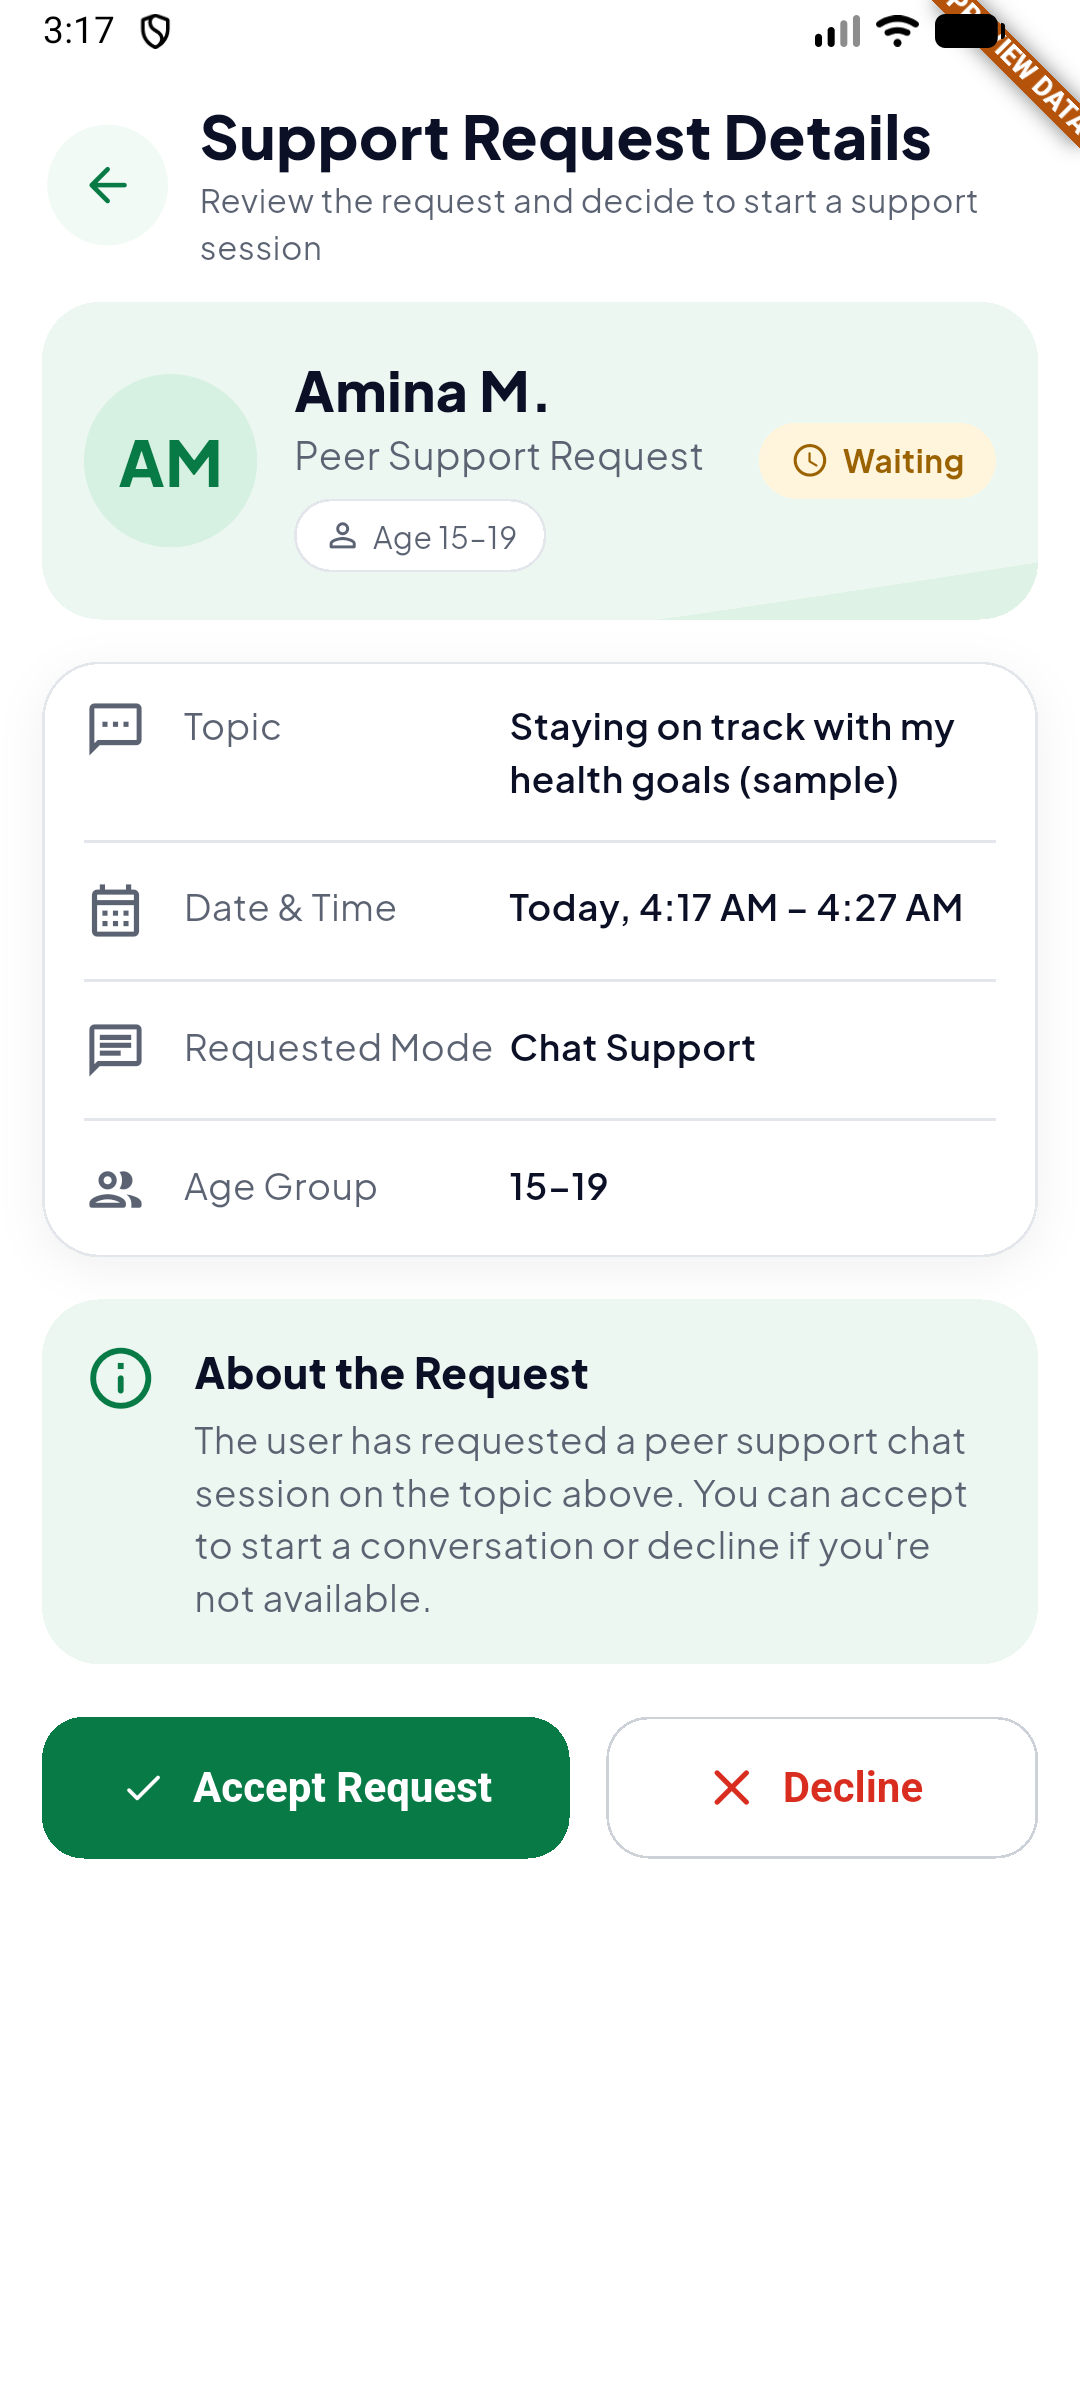 3:17
Support Request Details
Review the request and decide to start a support
session
AM
Amina M.
Peer Support Request
Age 15–19
Waiting
Topic
Staying on track with my
health goals (sample)
Date & Time
Today, 4:17 AM – 4:27 AM
Requested Mode
Chat Support
Age Group
15–19
About the Request
The user has requested a peer support chat
session on the topic above. You can accept
to start a conversation or decline if you're
not available.
Accept Request
Decline